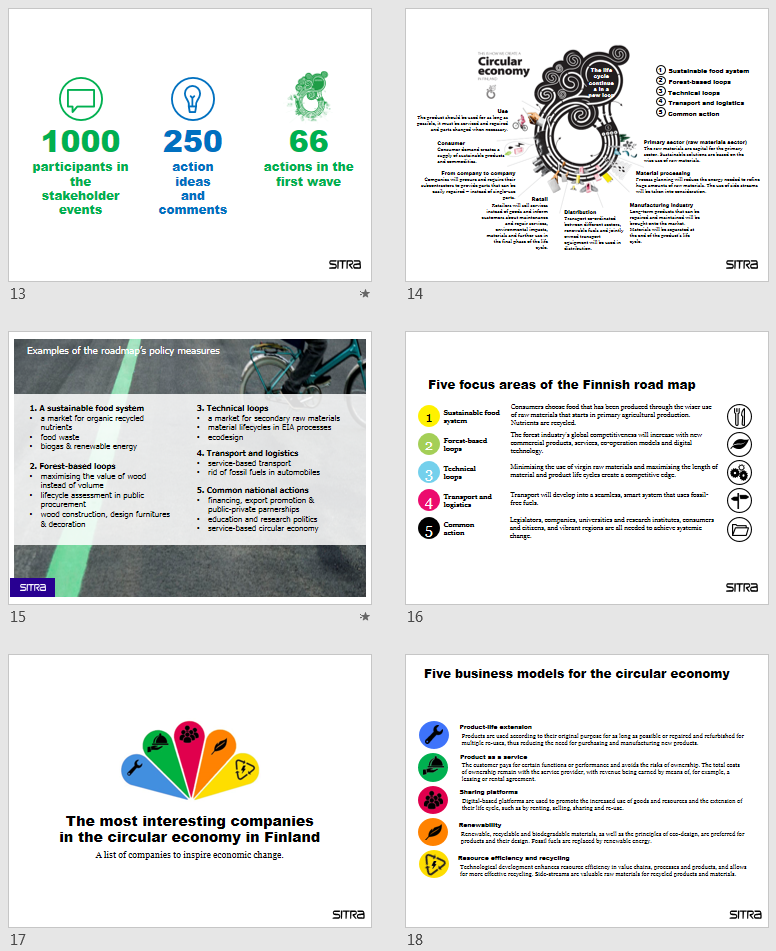 1000
participants in
the
stakeholder
events
250
action
ideas
and
comments
66
actions in the
first wave
SITRA
13
THIS IS HOW WE CREATE A
Circular
economy
IN FINLAND
The life
cycle
continue
s in a
new loop
1 Sustainable food system
2 Forest-based loops
3 Technical loops
4 Transport and logistics
5 Common action
Use
The product should be used for as long as
possible, it must be serviced and repaired
and parts changed when necessary.
Consumer
Consumer demand creates a
supply of sustainable products
and commodities.
From company to company
Companies will procure and require their
subcontractors to provide parts that can be
easily repaired – instead of single-use
parts.
Retail
Retailers will sell services
instead of goods and inform
customers about maintenance
and repair services,
environmental impacts,
materials and further use in
the final phase of the life
cycle.
Distribution
Transport co-ordinated
between different sectors,
renewable fuels and jointly
owned transport
equipment will be used in
distribution.
Primary sector (raw materials sector)
The raw materials are capital for the primary
sector. Sustainable solutions are based on the
wise use of raw materials.
Material processing
Process planning will reduce the energy needed to refine
huge amounts of raw materials. The use of side streams
will be taken into consideration.
Manufacturing industry
Long-term products that can be
repaired and maintained will be
brought onto the market.
Materials will be separated at
the end of the product's life
cycle.
SITRA
14
Examples of the roadmap's policy measures
1. A sustainable food system
• a market for organic recycled
nutrients
• food waste
• biogas & renewable energy
2. Forest-based loops
• maximising the value of wood
instead of volume
• lifecycle assessment in public
procurement
• wood construction, design furnitures
& decoration
3. Technical loops
• a market for secondary raw materials
• material lifecycles in EIA processes
• ecodesign
4. Transport and logistics
• service-based transport
• rid of fossil fuels in automobiles
5. Common national actions
• financing, export promotion &
public-private parnerships
• education and research politics
• service-based circular economy
SITRA
15
Five focus areas of the Finnish road map
1 Sustainable food
system
Consumers choose food that has been produced through the wiser use
of raw materials that starts in primary agricultural production.
Nutrients are recycled.
2 Forest-based
loops
The forest industry's global competitiveness will increase with new
commercial products, services, co-operation models and digital
technology.
3 Technical
loops
Minimising the use of virgin raw materials and maximising the length of
material and product life cycles create a competitive edge.
4 Transport and
logistics
Transport will develop into a seamless, smart system that uses fossil-
free fuels.
5 Common
action
Legislators, companies, universities and research institutes, consumers
and citizens, and vibrant regions are all needed to achieve systemic
change.
SITRA
16
The most interesting companies
in the circular economy in Finland
A list of companies to inspire economic change.
SITRA
17
Five business models for the circular economy
Product-life extension
Products are used according to their original purpose for as long as possible or repaired and refurbished for
multiple re-uses, thus reducing the need for purchasing and manufacturing new products.
Product as a service
The customer pays for certain functions or performance and avoids the risks of ownership. The total costs
of ownership remain with the service provider, with revenue being earned by means of, for example, a
leasing or rental agreement.
Sharing platforms
Digital-based platforms are used to promote the increased use of goods and resources and the extension of
their life cycle, such as by renting, selling, sharing and re-use.
Renewability
Renewable, recyclable and biodegradable materials, as well as the principles of eco-design, are preferred for
products and their design. Fossil fuels are replaced by renewable energy.
Resource efficiency and recycling
Technological development enhances resource efficiency in value chains, processes and products, and allows
for more effective recycling. Side-streams are valuable raw materials for recycled products and materials.
SITRA
18